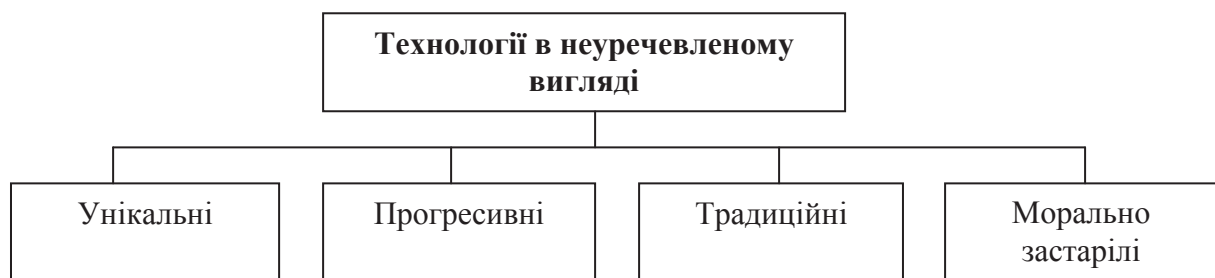 Технології в неуречевленому
вигляді
Унікальні
Прогресивні
Традиційні
Морально
застарілі